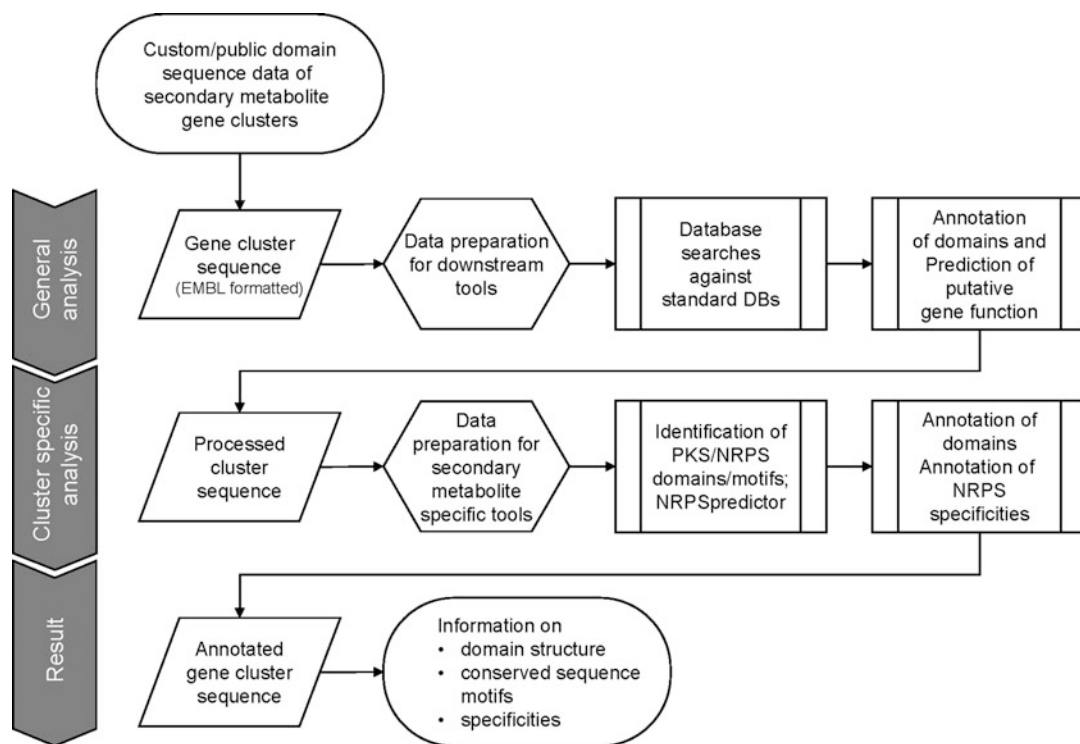 Custom/public domain
sequence data of
secondary metabolite
gene clusters
General
analysis
Gene cluster
sequence
(EMBL formatted)
Data preparation
for downstream
tools
Database
searches
against
standard DBs
Annotation
of domains and
Prediction of
putative
gene function
Cluster specific
analysis
Processed
cluster
sequence
Data
preparation for
secondary
metabolite
specific tools
Identification of
PKS/NRPS
domains/motifs;
NRPSpredictor
Annotation of
domains
Annotation of
NRPS
specificities
Result
Annotated
gene cluster
sequence
Information on
• domain structure
• conserved sequence
motifs
• specificities